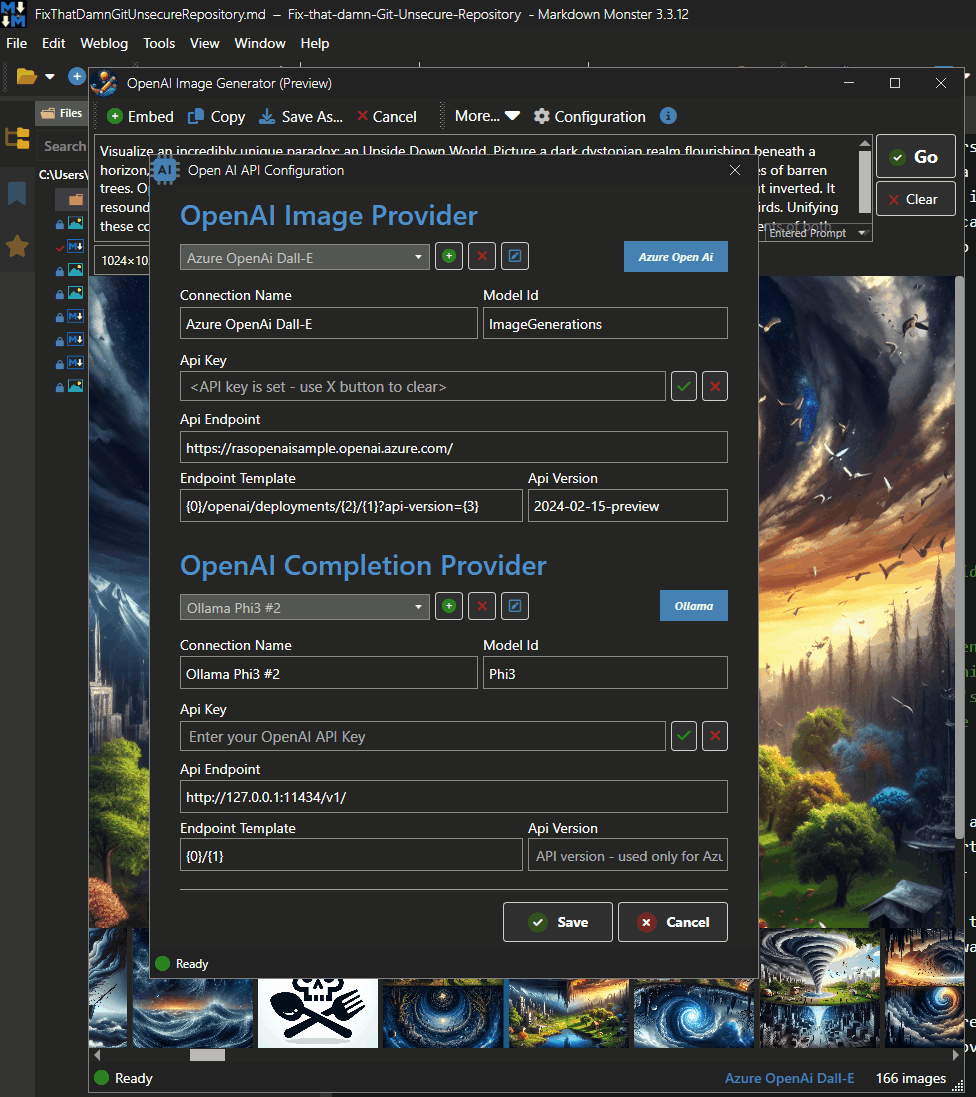 FixThatDamnGitUnsecureRepository.md – Fix-that-damn-Git-Unsecure-Repository - Markdown Monster 3.3.12
File Edit Weblog Tools View Window Help
OpenAI Image Generator (Preview)
Files
Embed Copy Save As... Cancel More... Configuration
Search
Visualize an incredibly unique paradox: an Upside Down World. Picture a dark dystopian realm flourishing beneath a
horizon, es of barren
trees. O t inverted. It
resound irds. Unifying
these co nts of both
Go
Clear
Entered Prompt
C:\Users\
1024×10
AI
Open AI API Configuration
OpenAI Image Provider
Azure OpenAi Dall-E
Azure Open Ai
Connection Name Model Id
Azure OpenAi Dall-E ImageGenerations
Api Key
<API key is set - use X button to clear>
Api Endpoint
https://rasopenaisample.openai.azure.com/
Endpoint Template Api Version
{0}/openai/deployments/{2}/{1}?api-version={3} 2024-02-15-preview
OpenAI Completion Provider
Ollama Phi3 #2
Ollama
Connection Name Model Id
Ollama Phi3 #2 Phi3
Api Key
Enter your OpenAI API Key
Api Endpoint
http://127.0.0.1:11434/v1/
Endpoint Template Api Version
{0}/{1} API version - used only for Azu
Save Cancel
Ready
Ready Azure OpenAi Dall-E 166 images